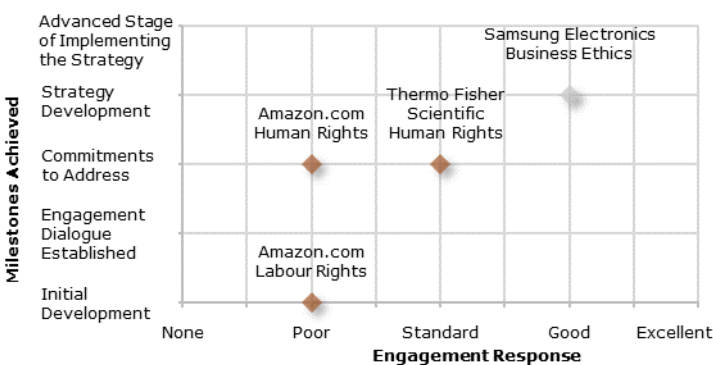 Advanced Stage
of Implementing
the Strategy
Samsung Electronics
Business Ethics
Strategy
Development
Thermo Fisher
Scientific
Human Rights
Amazon.com
Human Rights
Commitments
to Address
Milestones Achieved
Engagement
Dialogue
Established
Amazon.com
Labour Rights
Initial
Development
None
Poor
Standard
Good
Excellent
Engagement Response